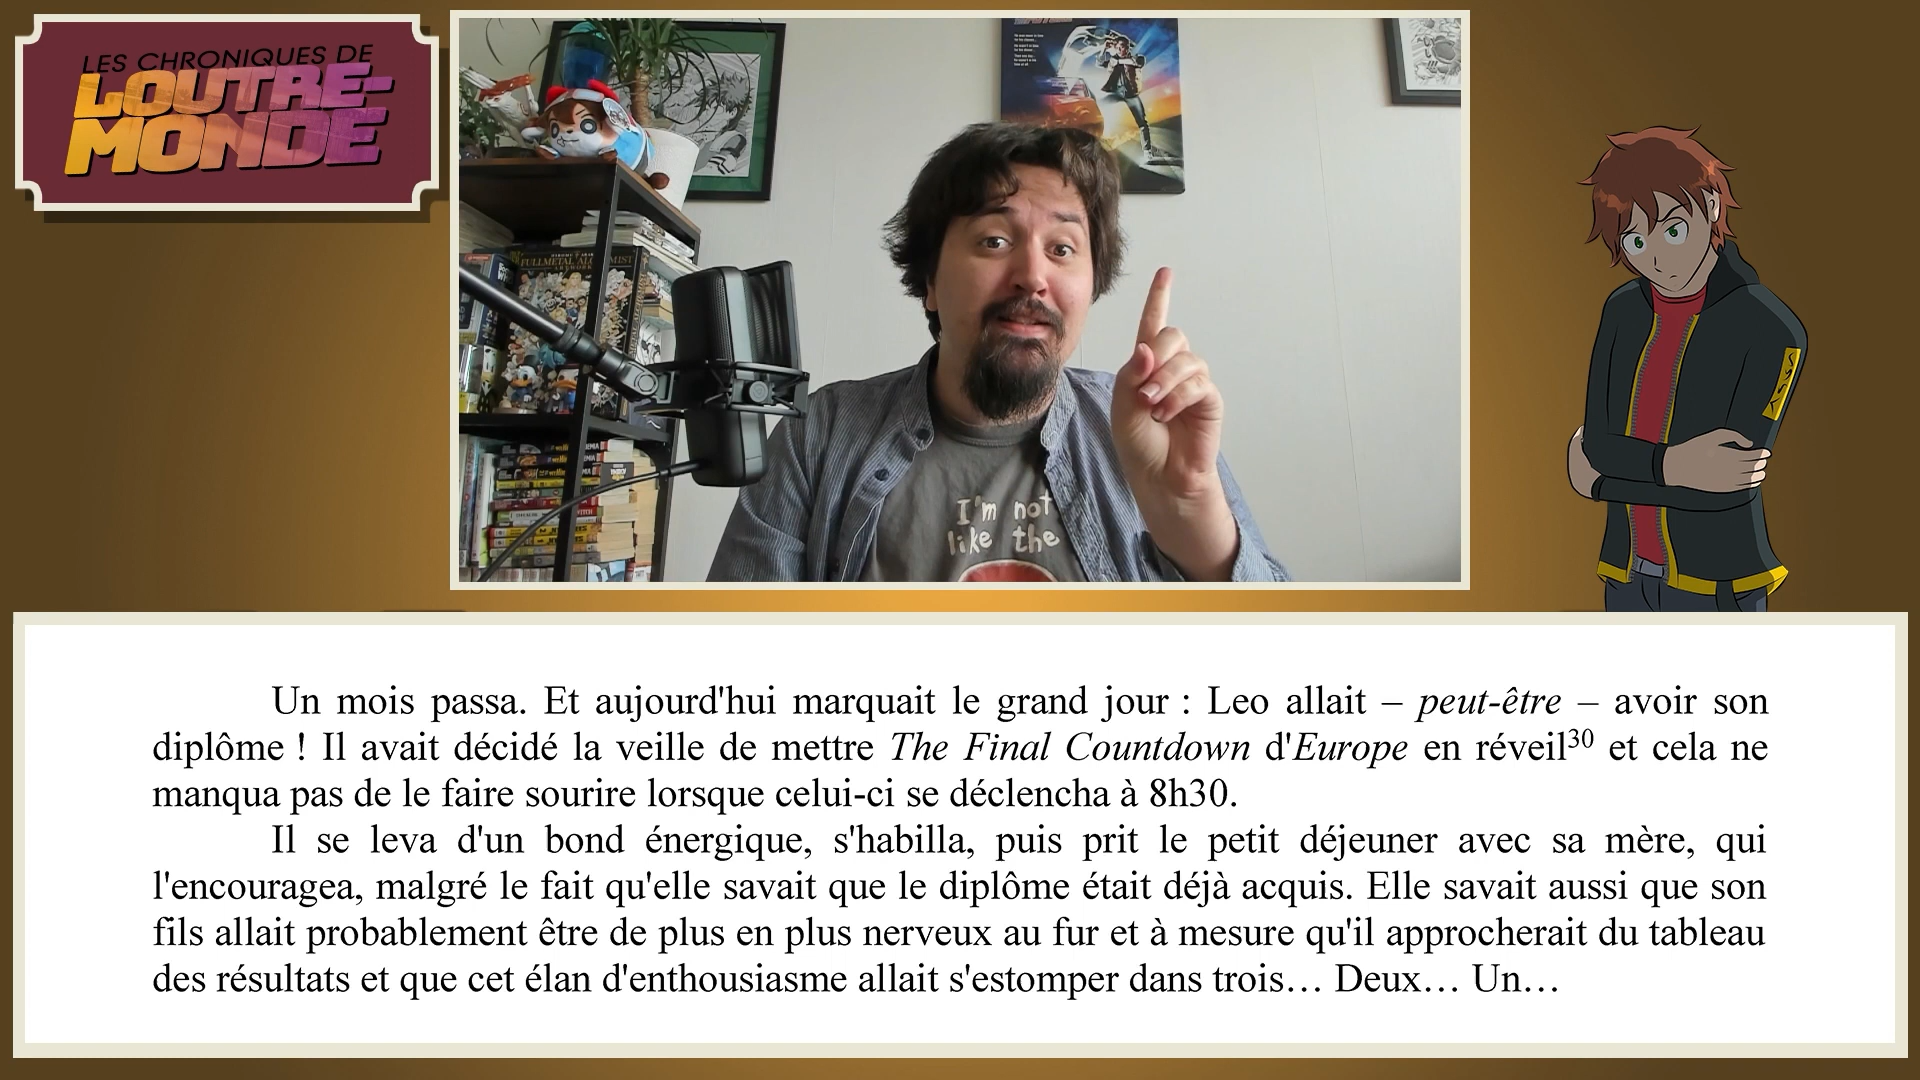 LES CHRONIQUES DE
LOUTRE-
MONDE
FULLMETAL ALCHEMIST
I'm not
like the
Un mois passa. Et aujourd'hui marquait le grand jour : Leo allait – peut-être – avoir son
diplôme ! Il avait décidé la veille de mettre The Final Countdown d'Europe en réveil30 et cela ne
manqua pas de le faire sourire lorsque celui-ci se déclencha à 8h30.
Il se leva d'un bond énergique, s'habilla, puis prit le petit déjeuner avec sa mère, qui
l'encouragea, malgré le fait qu'elle savait que le diplôme était déjà acquis. Elle savait aussi que son
fils allait probablement être de plus en plus nerveux au fur et à mesure qu'il approcherait du tableau
des résultats et que cet élan d'enthousiasme allait s'estomper dans trois… Deux… Un…